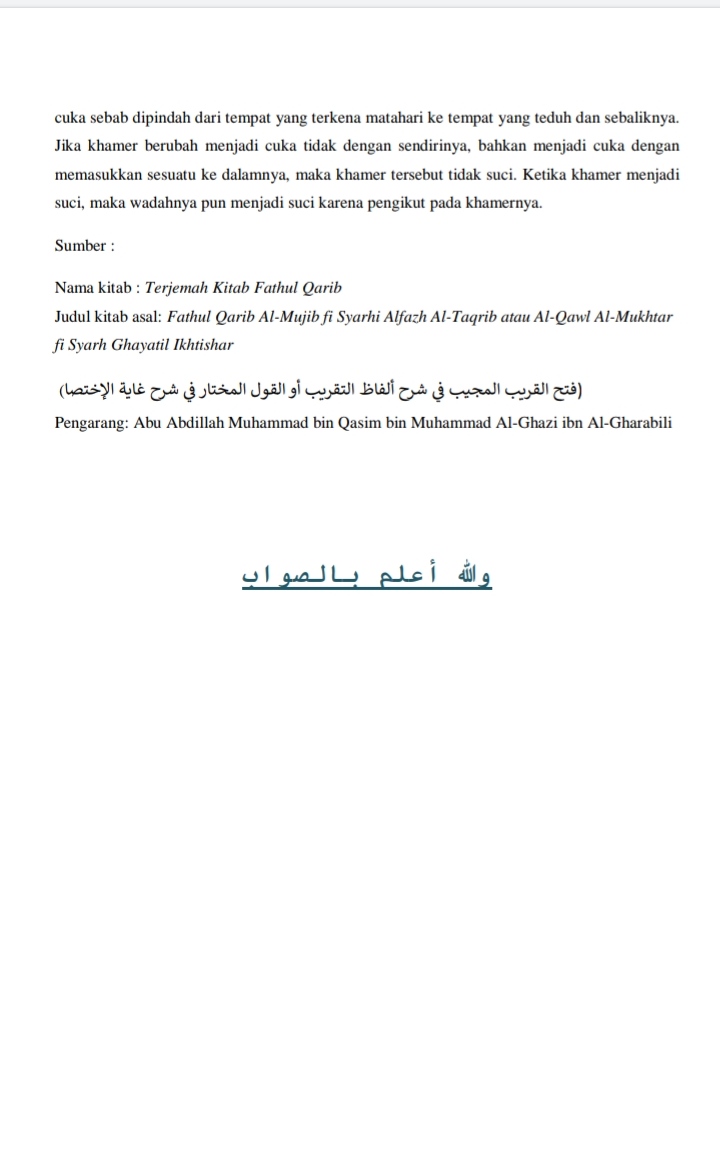 cuka sebab dipindah dari tempat yang terkena matahari ke tempat yang teduh dan sebaliknya.
Jika khamer berubah menjadi cuka tidak dengan sendirinya, bahkan menjadi cuka dengan
memasukkan sesuatu ke dalamnya, maka khamer tersebut tidak suci. Ketika khamer menjadi
suci, maka wadahnya pun menjadi suci karena pengikut pada khamernya.
Sumber :
Nama kitab : Terjemah Kitab Fathul Qarib
Judul kitab asal: Fathul Qarib Al-Mujib fi Syarhi Alfazh Al-Taqrib atau Al-Qawl Al-Mukhtar
fi Syarh Ghayatil Ikhtishar
(فتح القريب المجيب في شرح ألفاظ التقريب أو القول المختار في شرح غاية الإختصا)
Pengarang: Abu Abdillah Muhammad bin Qasim bin Muhammad Al-Ghazi ibn Al-Gharabili
والله أعلم بالصواب